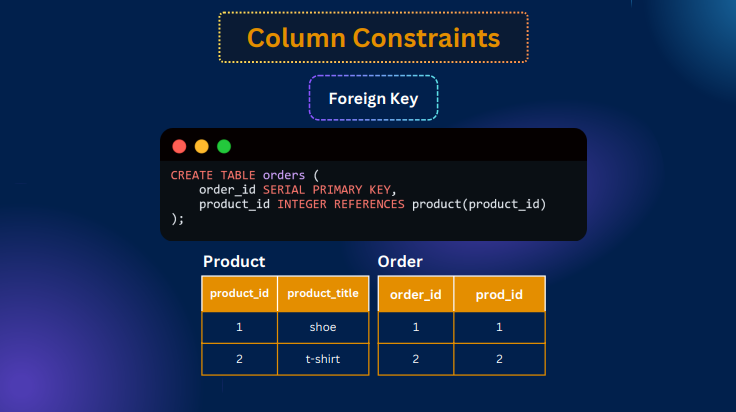 Column Constraints
Foreign Key
CREATE TABLE orders (
    order_id SERIAL PRIMARY KEY,
    product_id INTEGER REFERENCES product(product_id)
);
Product
product_id product_title
1 shoe
2 t-shirt
Order
order_id prod_id
1 1
2 2